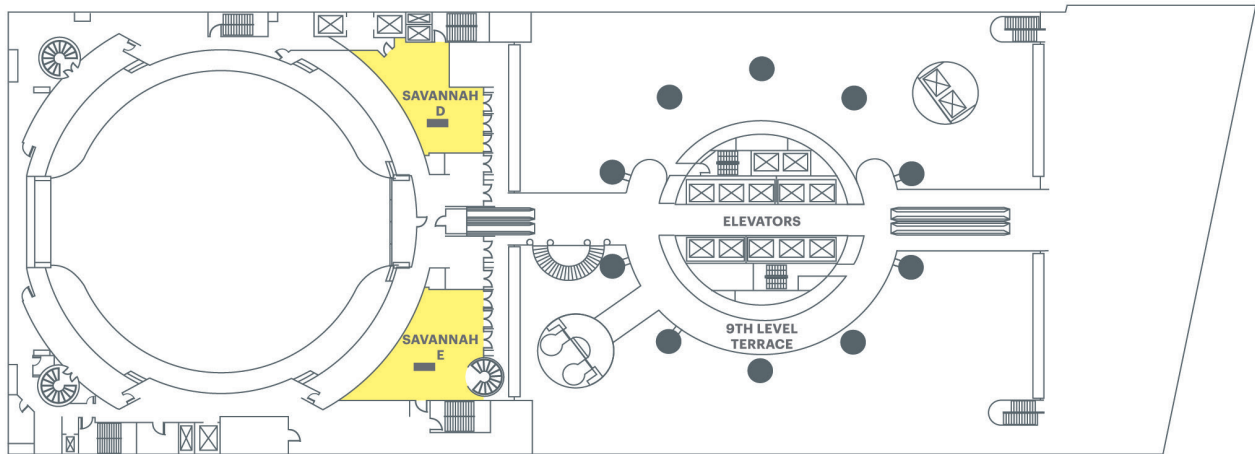 SAVANNAH
D
ELEVATORS
SAVANNAH
E
9TH LEVEL
TERRACE